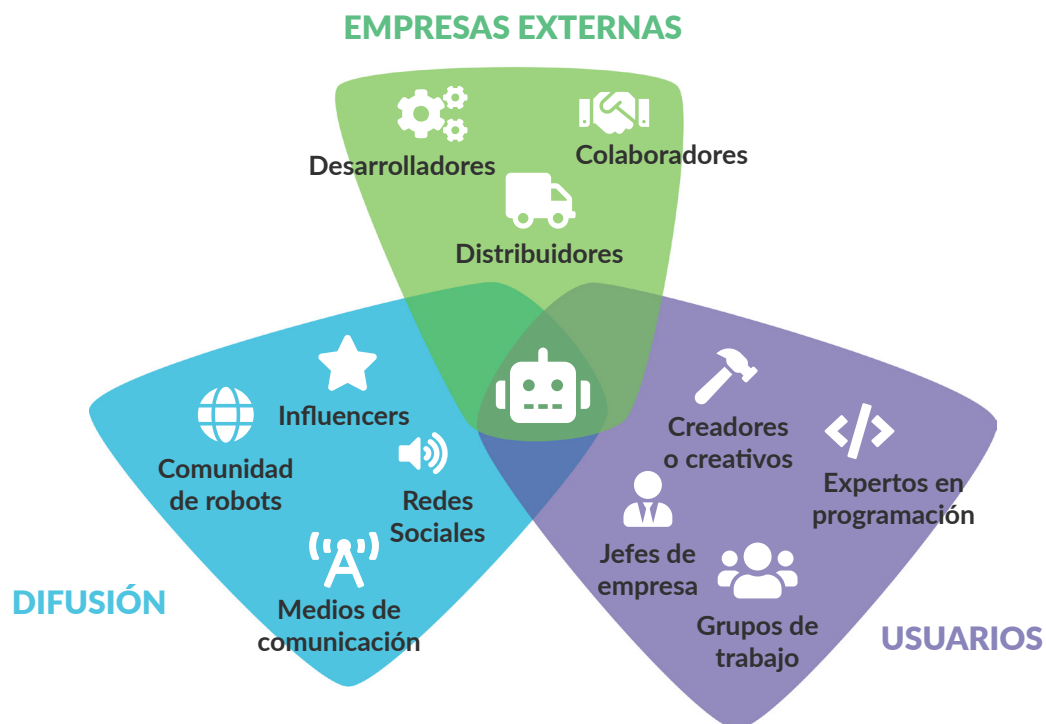 EMPRESAS EXTERNAS
Desarrolladores
Colaboradores
Distribuidores
Influencers
Comunidad
de robots
Redes
Sociales
Medios de
comunicación
DIFUSIÓN
Creadores
o creativos
Expertos en
programación
Jefes de
empresa
Grupos de
trabajo
USUARIOS